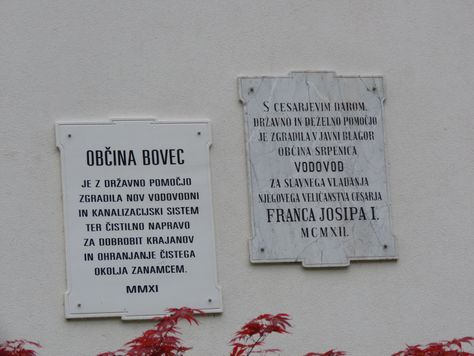 OBČINA BOVEC
JE Z DRŽAVNO POMOČJO
ZGRADILA NOV VODOVODNI
IN KANALIZACIJSKI SISTEM
TER ČISTILNO NAPRAVO
ZA DOBROBIT KRAJANOV
IN OHRANJANJE ČISTEGA
OKOLJA ZANAMCEM.
MMXI
S CESARJEVIM DAROM,
DRŽAVNO IN DEŽELNO POMOČJO
JE ZGRADILA V JAVNI BLAGOR
OBČINA SRPENICA
VODOVOD
ZA SLAVNEGA VLADANJA
NJEGOVEGA VELIČANSTVA CESARJA
FRANCA JOSIPA I.
MCMXII.